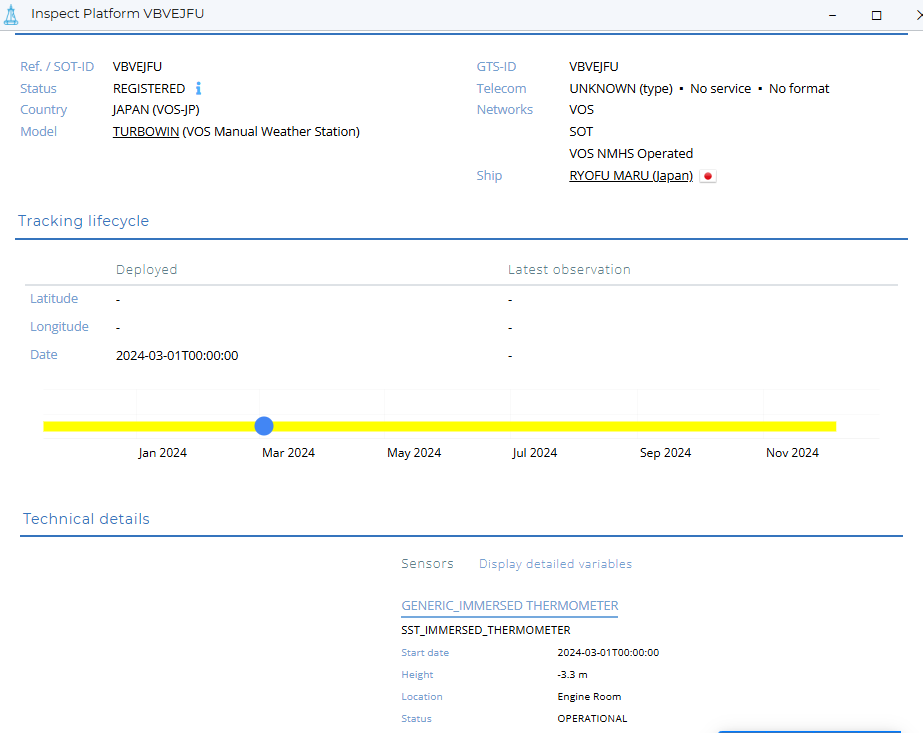 Inspect Platform VBVEJFU
Ref. / SOT-ID VBVEJFU
Status REGISTERED
Country JAPAN (VOS-JP)
Model TURBOWIN (VOS Manual Weather Station)
GTS-ID VBVEJFU
Telecom UNKNOWN (type) • No service • No format
Networks VOS
SOT
VOS NMHS Operated
Ship RYOFU MARU (Japan)
Tracking lifecycle
Deployed Latest observation
Latitude - -
Longitude - -
Date 2024-03-01T00:00:00 -
Jan 2024 Mar 2024 May 2024 Jul 2024 Sep 2024 Nov 2024
Technical details
Sensors Display detailed variables
GENERIC_IMMERSED THERMOMETER
SST_IMMERSED_THERMOMETER
Start date 2024-03-01T00:00:00
Height -3.3 m
Location Engine Room
Status OPERATIONAL